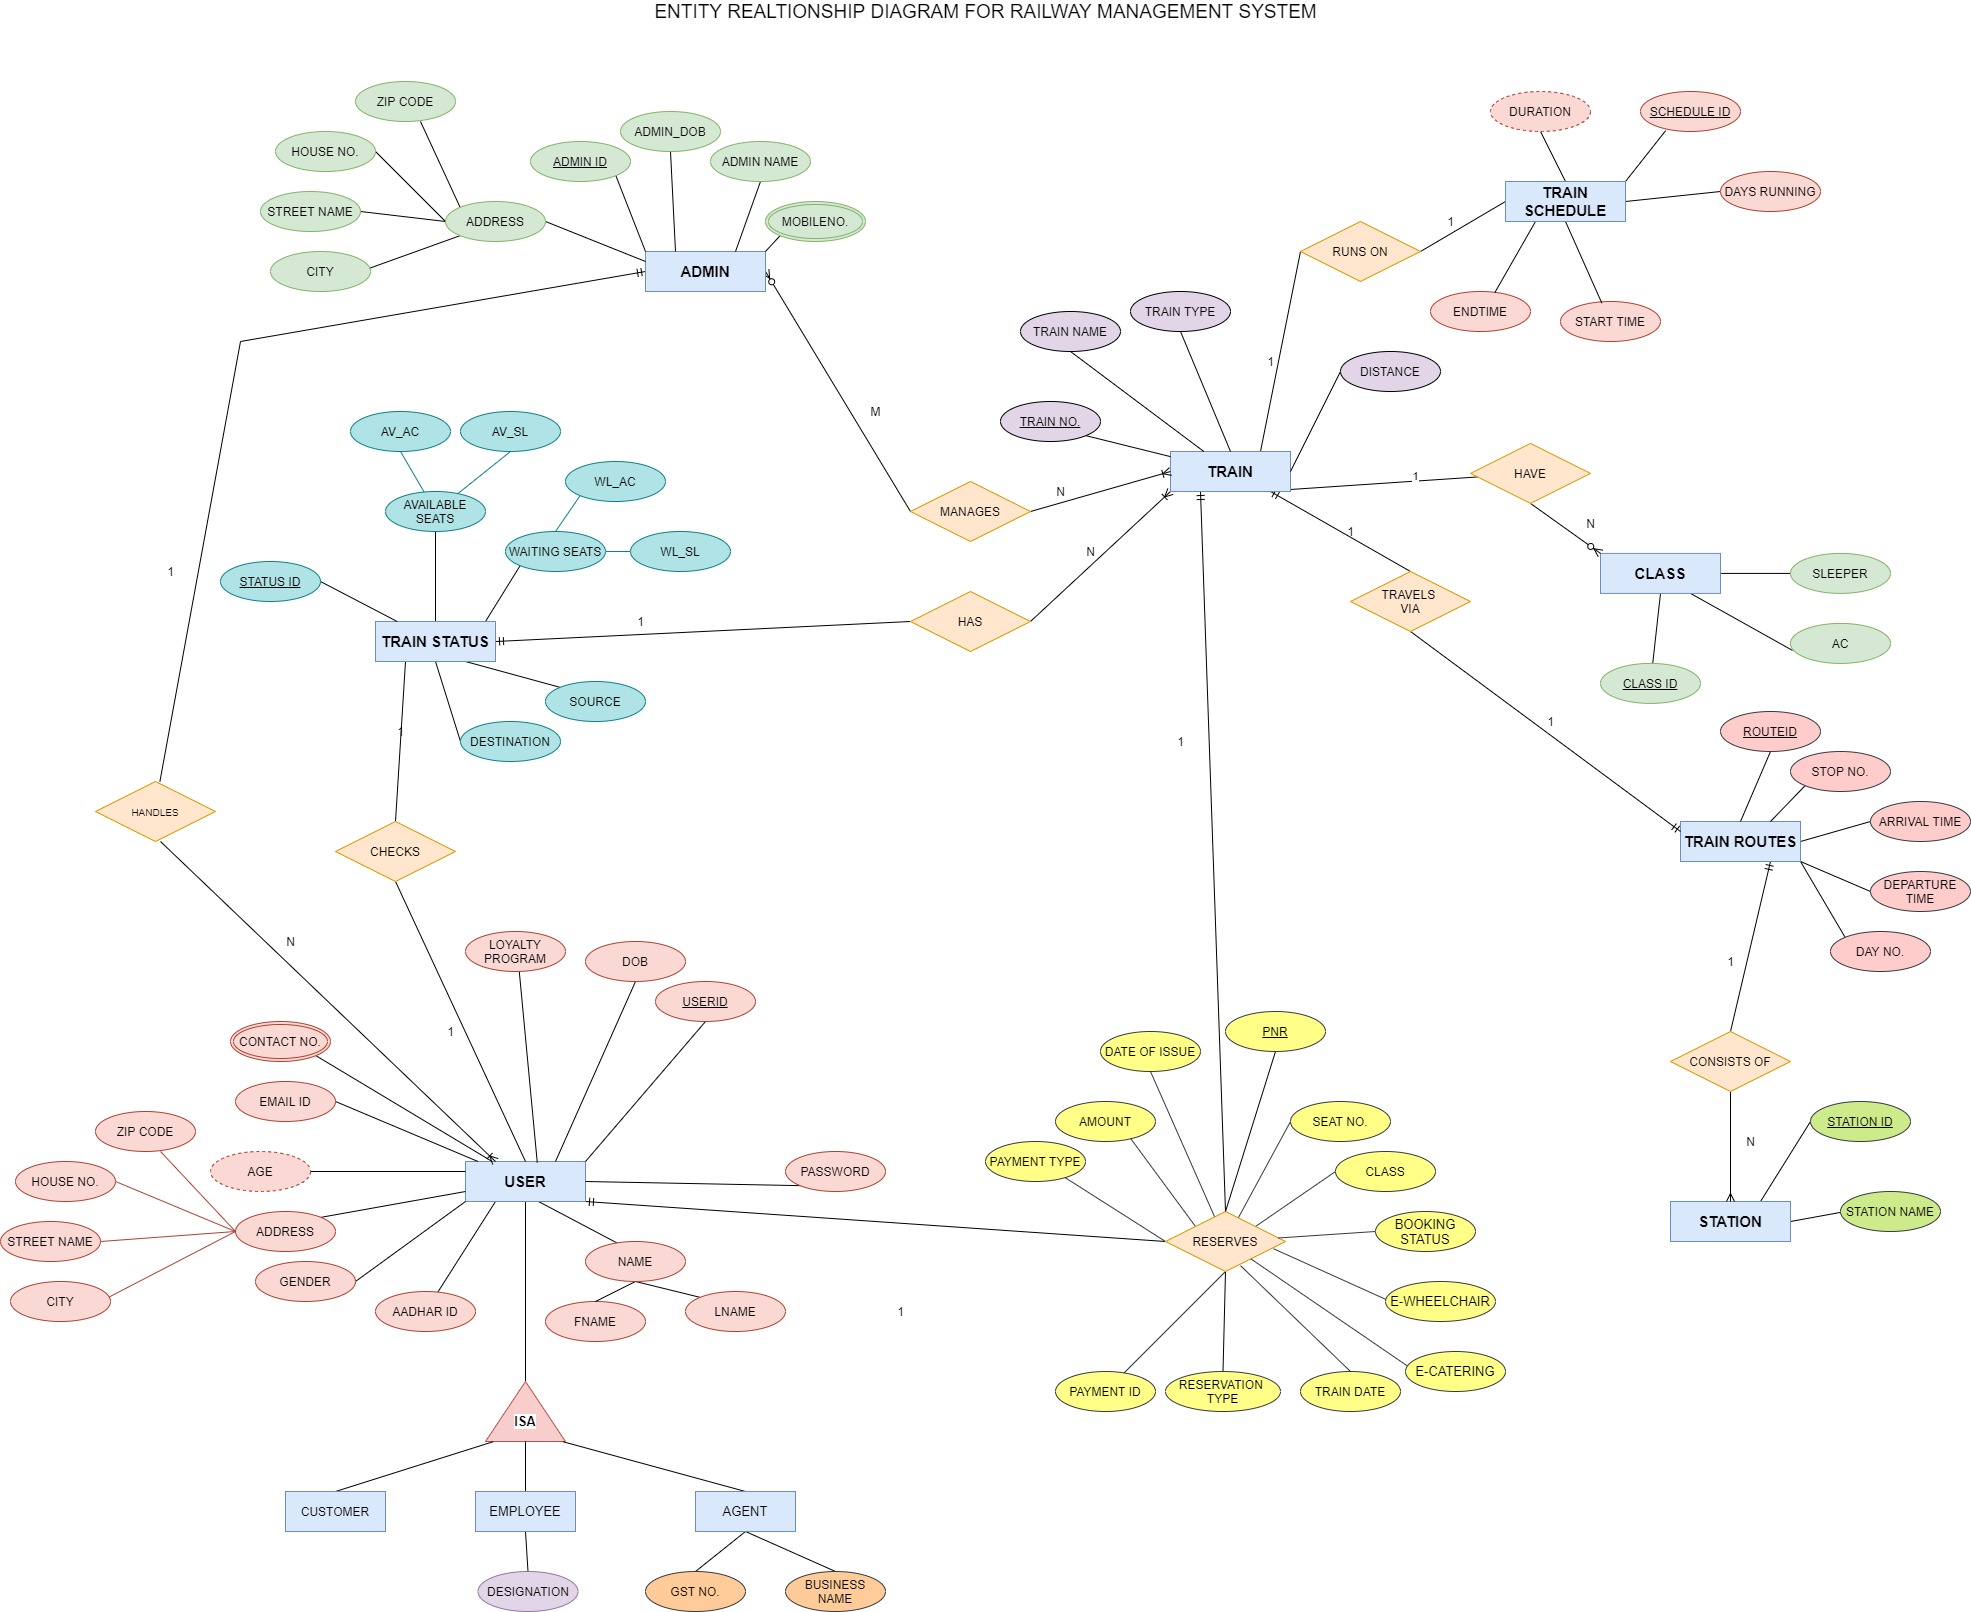 ENTITY REALTIONSHIP DIAGRAM FOR RAILWAY MANAGEMENT SYSTEM
ZIP CODE
HOUSE NO.
STREET NAME
CITY
ADDRESS
ADMIN ID
ADMIN_DOB
ADMIN NAME
MOBILENO.
ADMIN
DURATION
SCHEDULE ID
DAYS RUNNING
TRAIN
SCHEDULE
ENDTIME
START TIME
RUNS ON
1
1
TRAIN NAME
TRAIN TYPE
TRAIN NO.
DISTANCE
TRAIN
M
N
MANAGES
1
HAVE
N
CLASS
SLEEPER
AC
CLASS ID
AV_AC
AV_SL
AVAILABLE
SEATS
WL_AC
WAITING SEATS
WL_SL
STATUS ID
TRAIN STATUS
SOURCE
DESTINATION
1
HAS
N
1
TRAVELS
VIA
1
ROUTEID
STOP NO.
ARRIVAL TIME
TRAIN ROUTES
DEPARTURE
TIME
DAY NO.
1
HANDLES
N
1
CHECKS
1
1
1
CONSISTS OF
N
STATION ID
STATION NAME
STATION
LOYALTY
PROGRAM
DOB
USERID
CONTACT NO.
EMAIL ID
AGE
ZIP CODE
HOUSE NO.
STREET NAME
CITY
ADDRESS
GENDER
AADHAR ID
USER
PASSWORD
NAME
FNAME
LNAME
1
PNR
DATE OF ISSUE
AMOUNT
PAYMENT TYPE
SEAT NO.
CLASS
BOOKING
STATUS
RESERVES
E-WHEELCHAIR
E-CATERING
PAYMENT ID
RESERVATION
TYPE
TRAIN DATE
ISA
CUSTOMER
EMPLOYEE
AGENT
DESIGNATION
GST NO.
BUSINESS
NAME